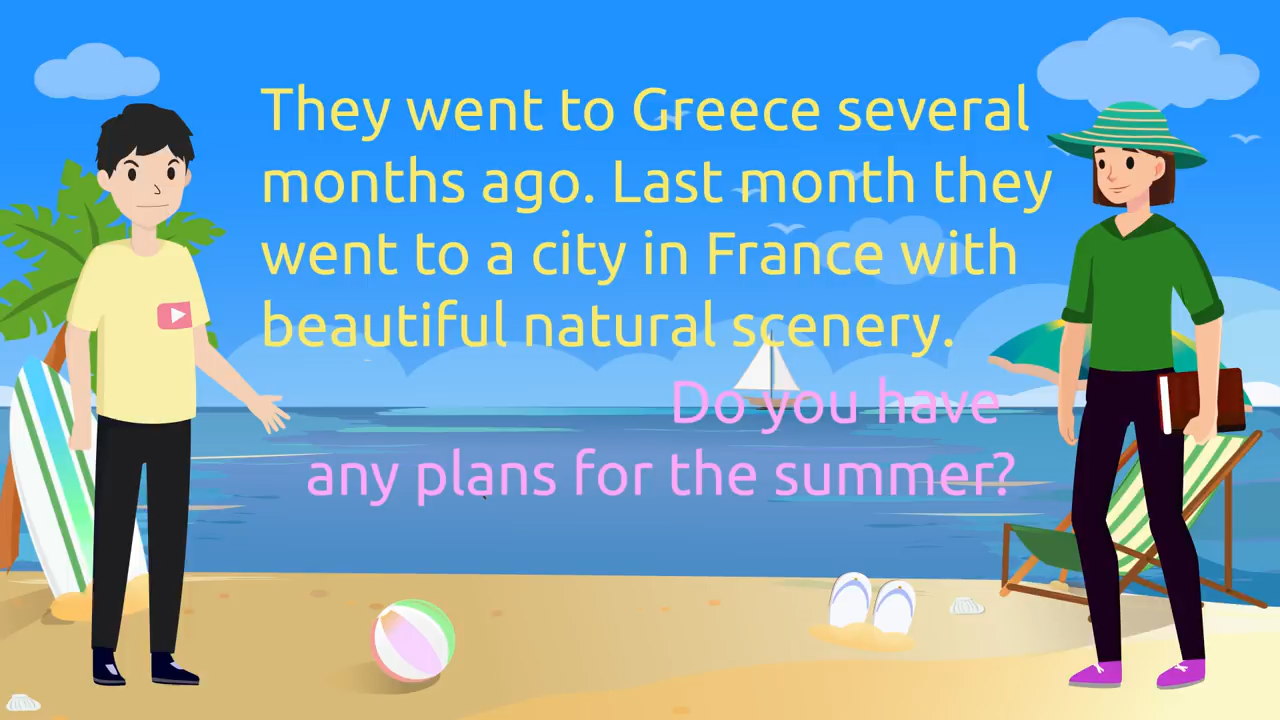 They went to Greece several
months ago. Last month they
went to a city in France with
beautiful natural scenery.
Do you have
any plans for the summer?